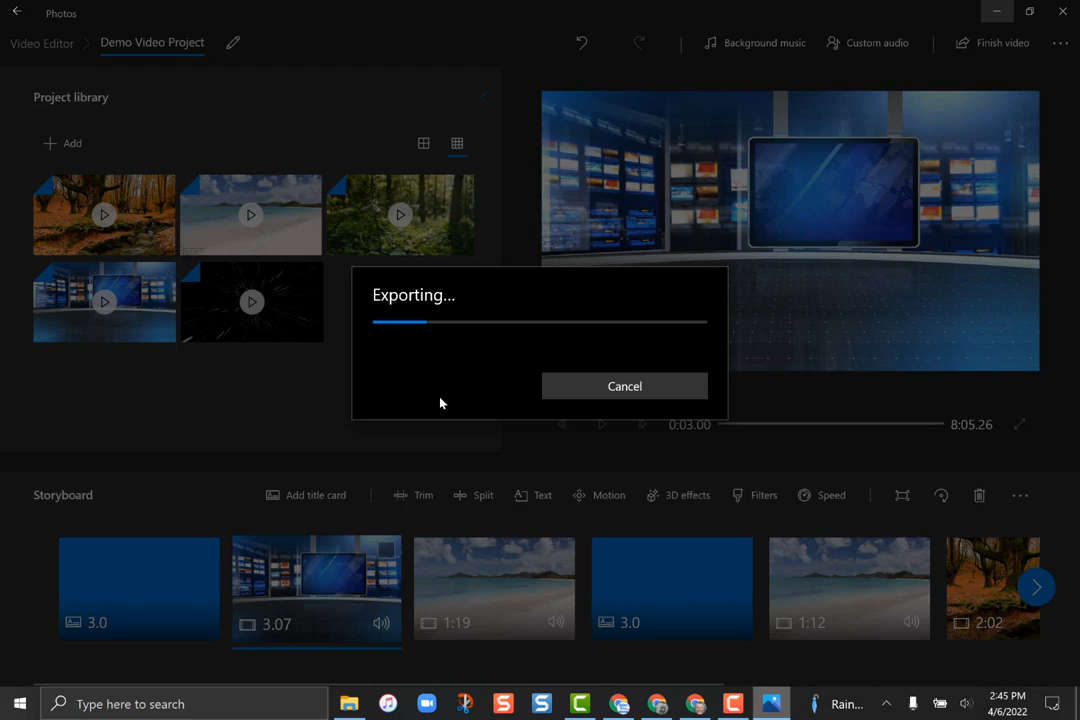 Photos
Video Editor
Demo Video Project
Background music
Custom audio
Finish video
Project library
Add
Exporting...
Cancel
0:03.00
8:05.26
Storyboard
Add title card
Trim
Split
Text
Motion
3D effects
Filters
Speed
3.0
3.07
1:19
3.0
1:12
2:02
Type here to search
Rain...
2:45 PM
4/6/2022